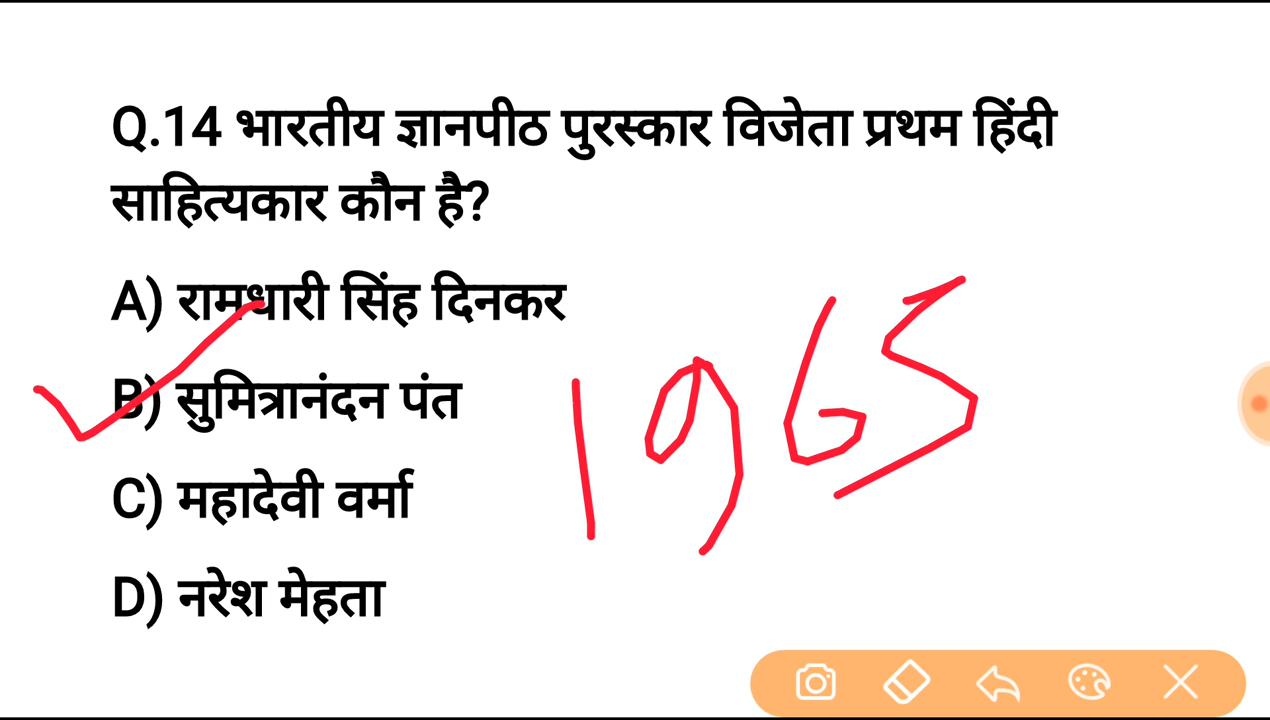 Q.14 भारतीय ज्ञानपीठ पुरस्कार विजेता प्रथम हिंदी
साहित्यकार कौन है?
A) रामधारी सिंह दिनकर
B) सुमित्रानंदन पंत
1965
C) महादेवी वर्मा
D) नरेश मेहता